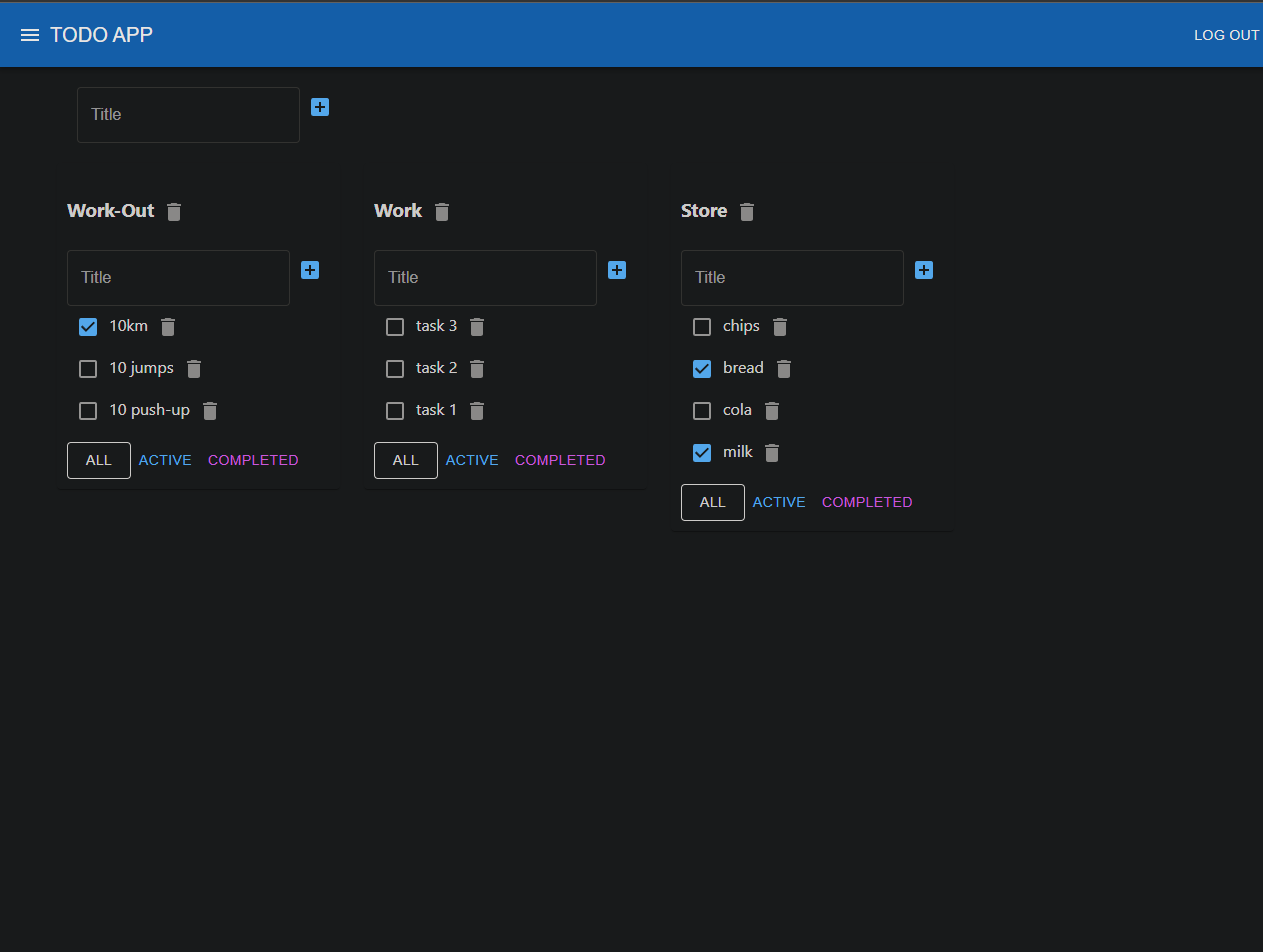 TODO APP
LOG OUT
Title
Work-Out
Title
10km
10 jumps
10 push-up
ALL ACTIVE COMPLETED
Work
Title
task 3
task 2
task 1
ALL ACTIVE COMPLETED
Store
Title
chips
bread
cola
milk
ALL ACTIVE COMPLETED